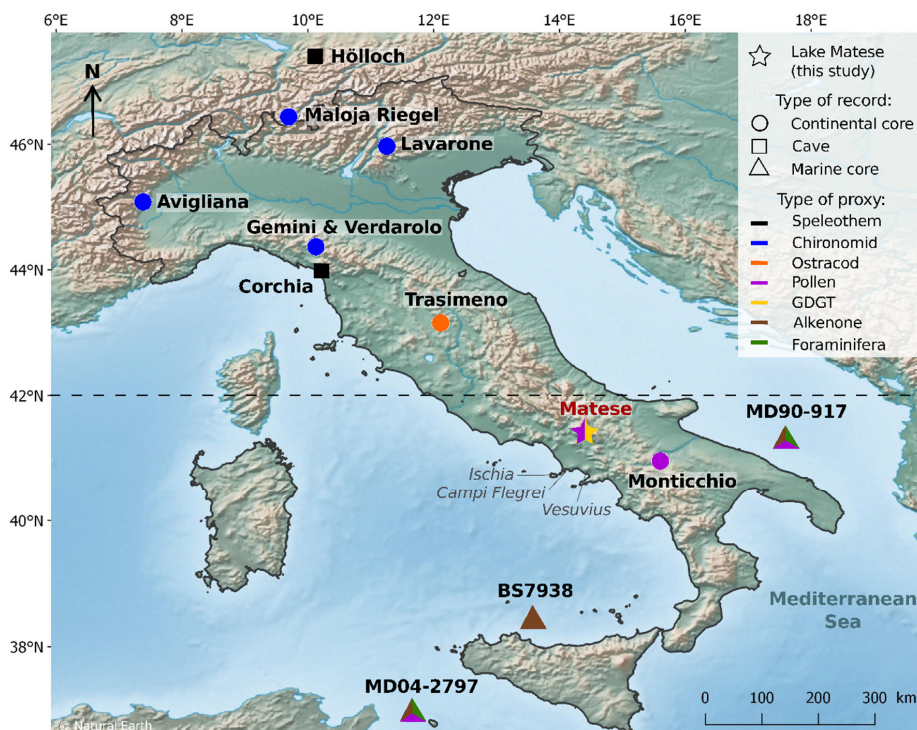 6°E 8°E 10°E 12°E 14°E 16°E
N
Hölloch
Maloja Riegel
Lavarone
Avigliana
Gemini & Verdarolo
Corchia
Trasimeno
Matese
MD90-917
Monticchio
Ischia
Campi Flegrei
Vesuvius
BS7938
MD04-2797
Mediterranean
Sea
46°N
44°N
42°N
40°N
38°N
Lake Matese
(this study)
Type of record:
Continental core
Cave
Marine core
Type of proxy:
Speleothem
Chironomid
Ostracod
Pollen
GDGT
Alkenone
Foraminifera
0 100 200 300 km
© Natural Earth